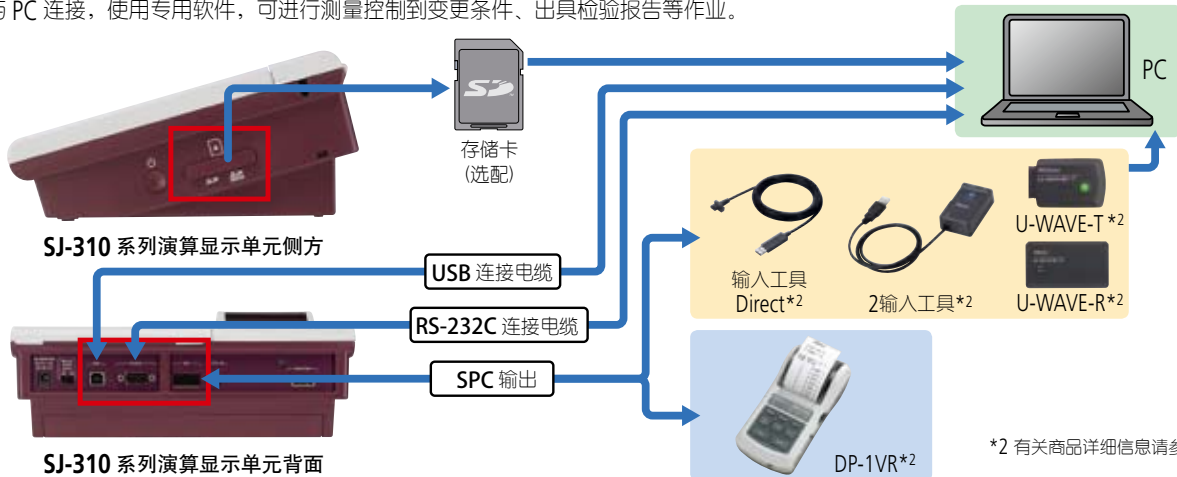 PC 连接，使用专用软件，可进行测量控制到变更条件、出具检验报告等作业。
PC
存储卡
(选配)
SJ-310 系列演算显示单元侧方
USB 连接电缆
RS-232C 连接电缆
SPC 输出
SJ-310 系列演算显示单元背面
输入工具
Direct*2
2输入工具*2
U-WAVE-T*2
U-WAVE-R*2
DP-1VR*2
*2 有关商品详细信息请参